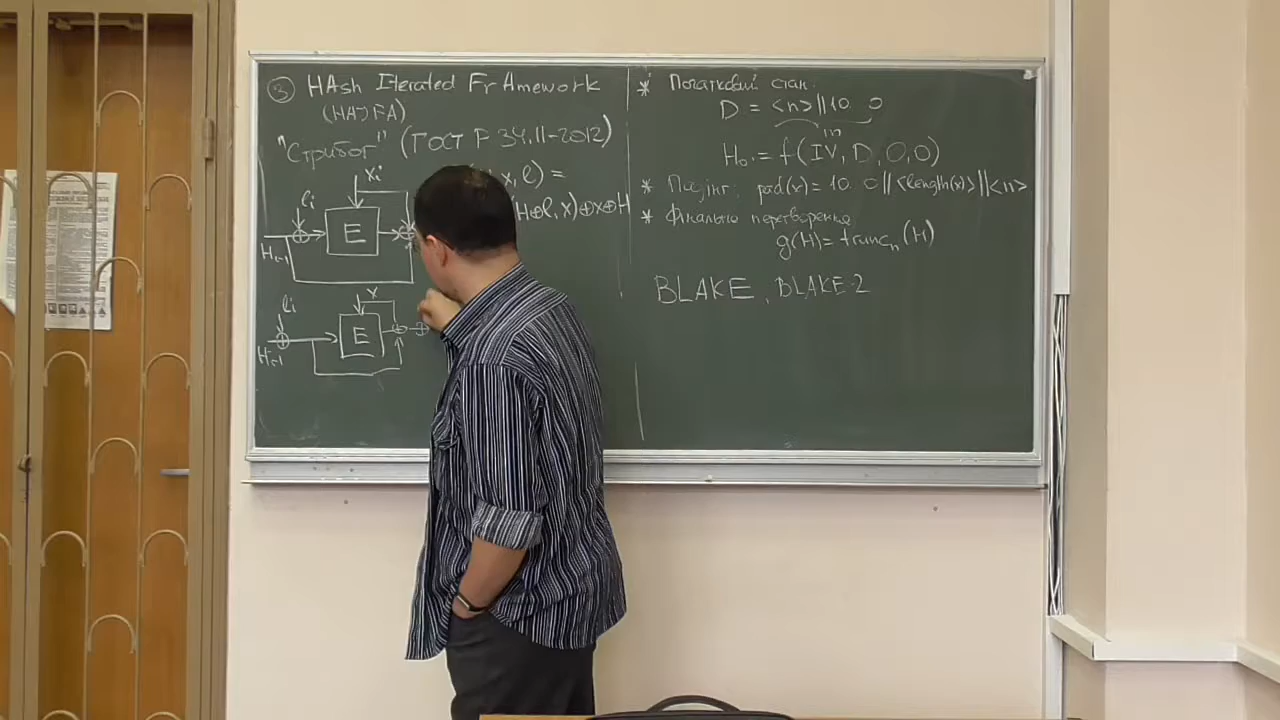 ③ HAsh Iterated FrAmework
(HAIFA)
"Стрибог" (ГОСТ Р 34.11-2012)
x, l) =
H⊕l, x)⊕x⊕H
xᵢ
lᵢ
E
Hᵢ₋₁
x
lᵢ
E
Hᵢ₋₁
* Початковий стан.
D = <n>||10..0
m
H₀ := f(IV, D, 0, 0)
* Падінг: pad(x) = 10..0||<length(x)>||<n>
* Фінальне перетворення
g(H) = truncₙ(H)
BLAKE, BLAKE-2